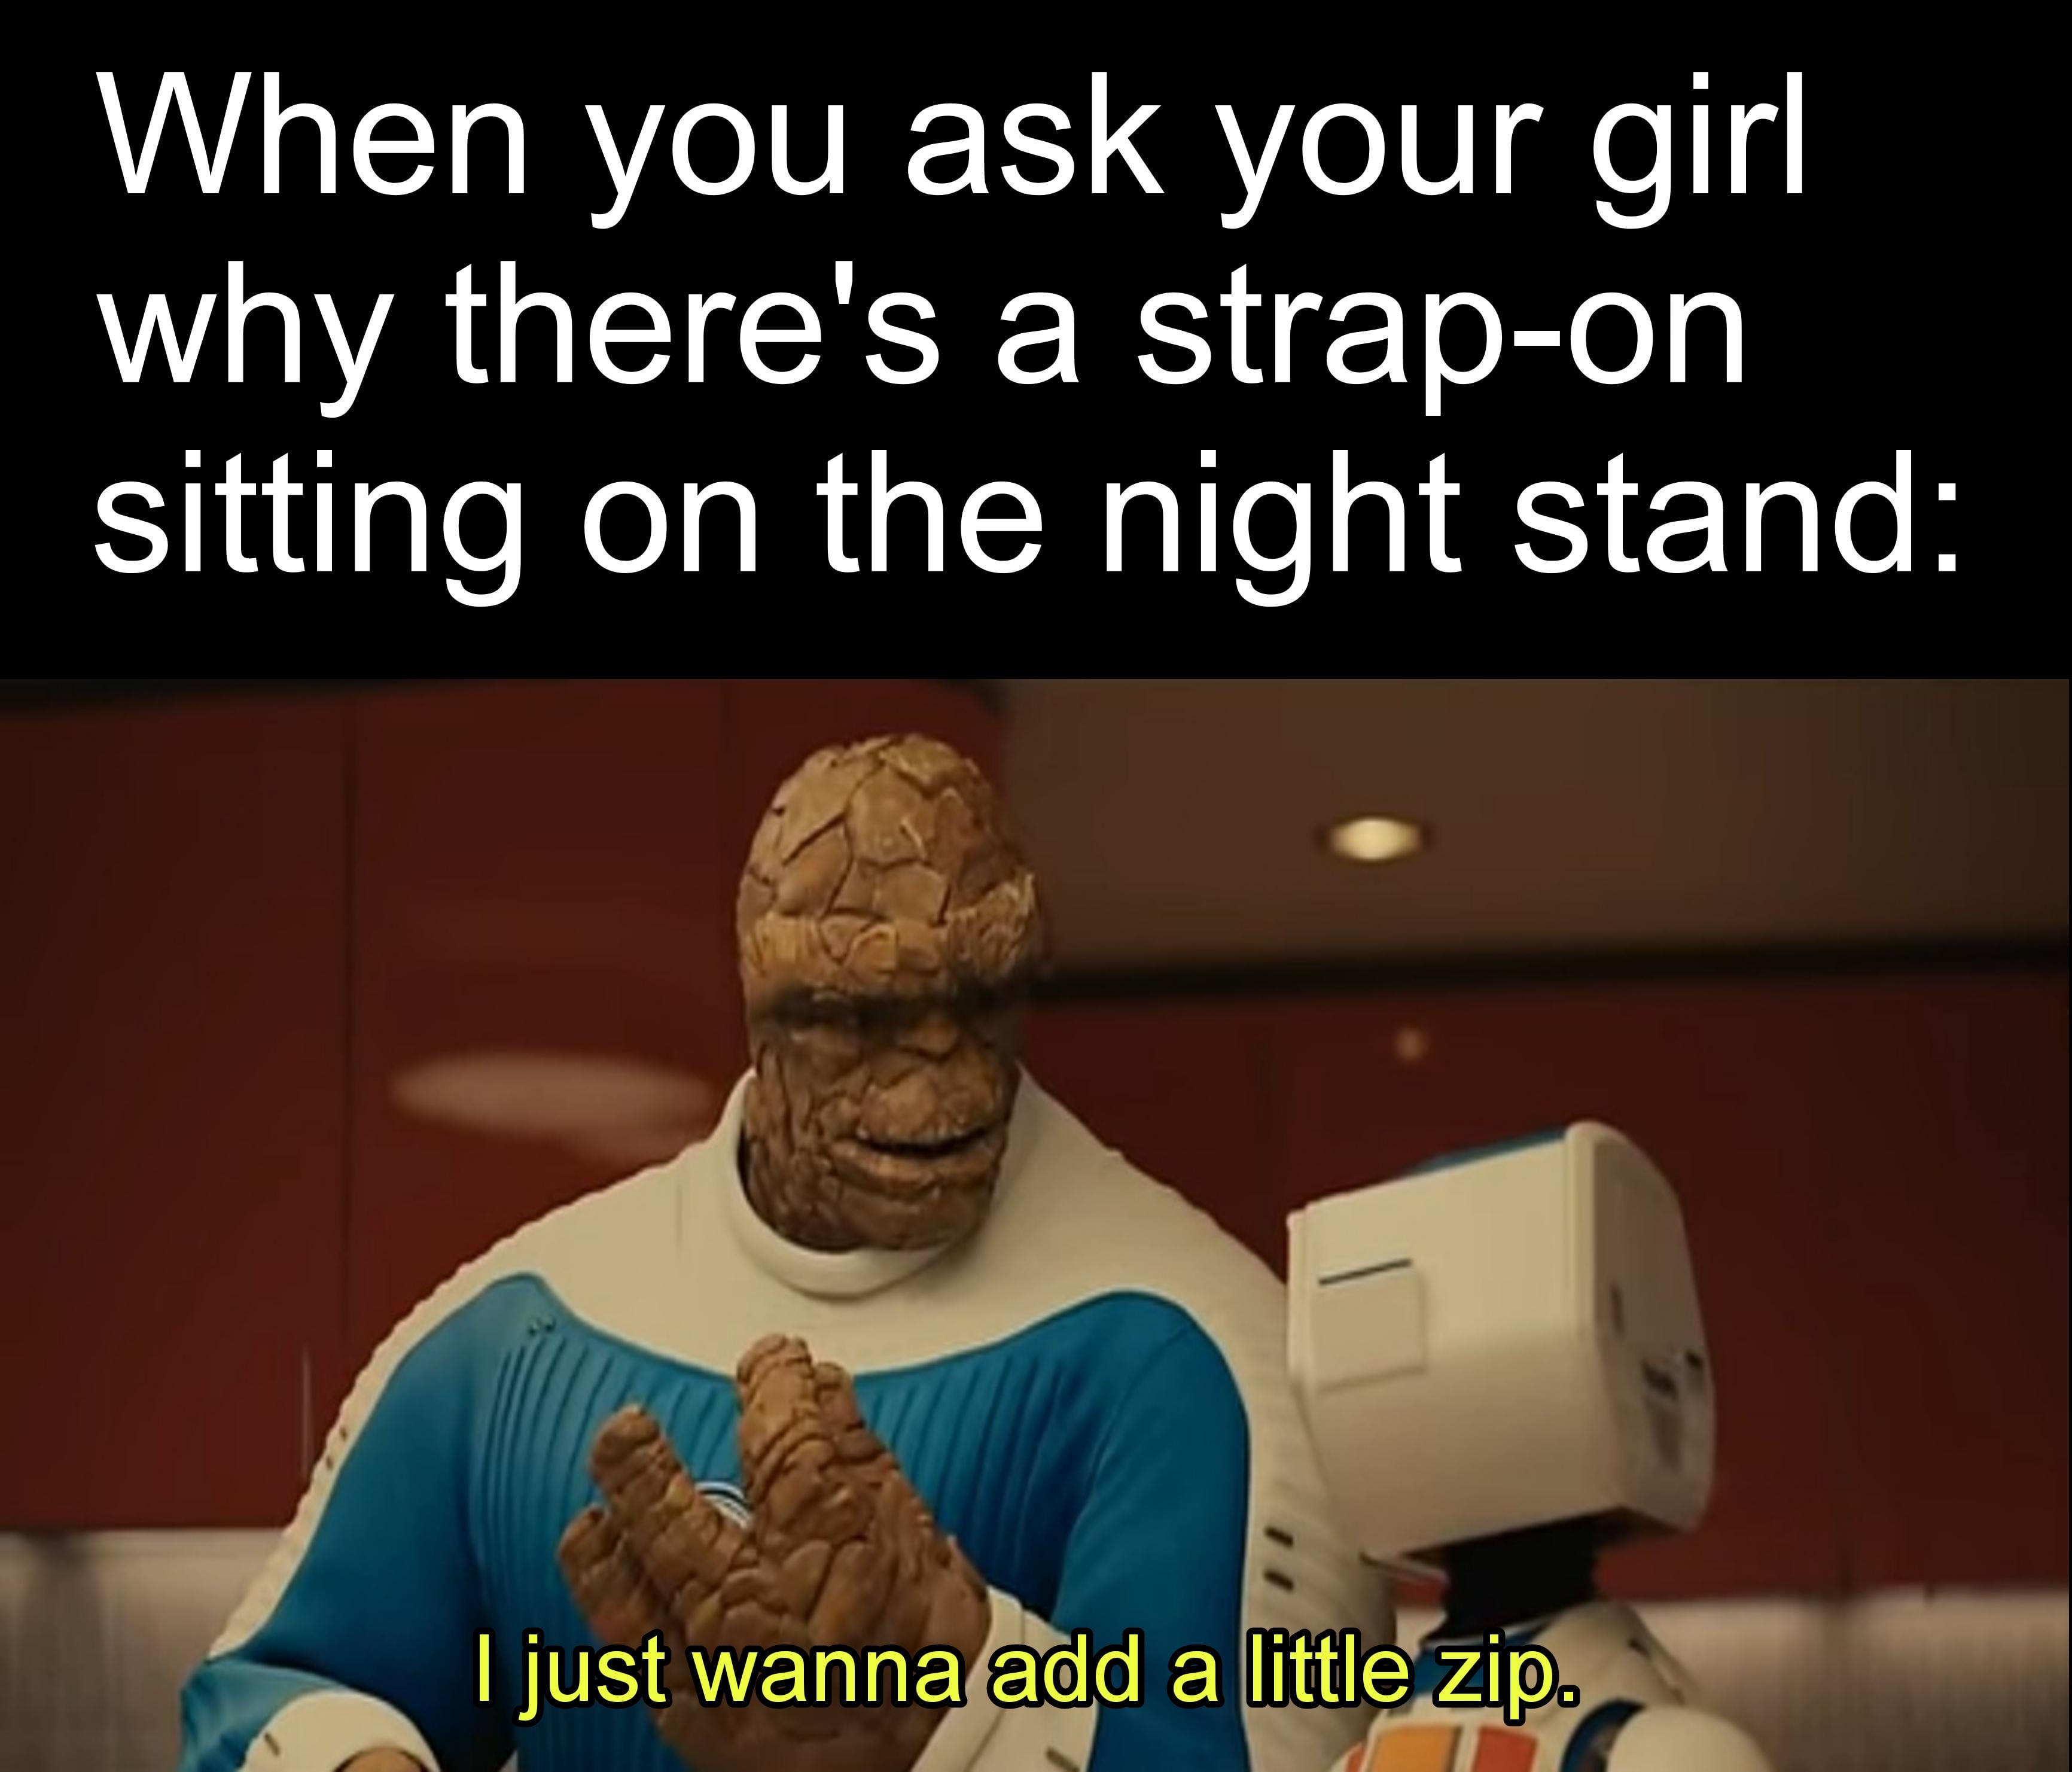 When you ask your girl
why there's a strap-on
sitting on the night stand:
I just wanna add a little zip.